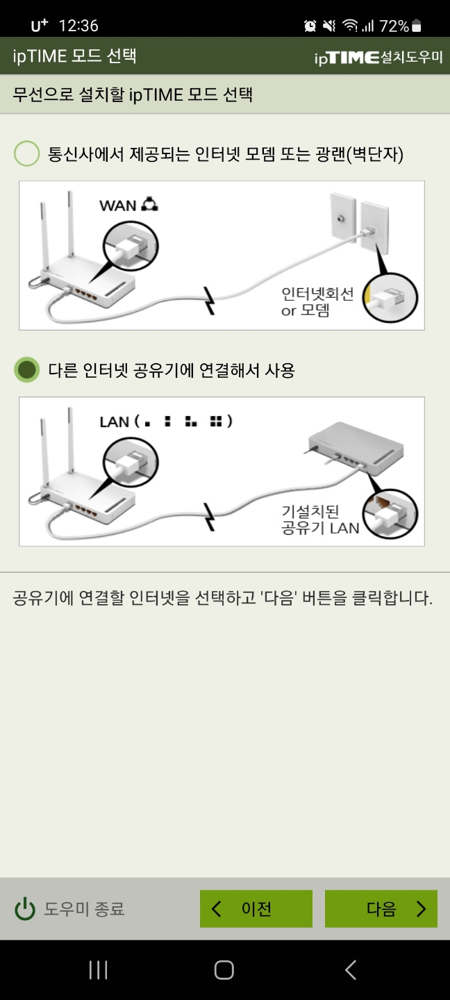 U+ 12:36 72%
ipTIME 모드 선택 ipTIME설치도우미
무선으로 설치할 ipTIME 모드 선택
통신사에서 제공되는 인터넷 모뎀 또는 광랜(벽단자)
WAN
인터넷회선
or 모뎀
다른 인터넷 공유기에 연결해서 사용
LAN ( )
기설치된
공유기 LAN
공유기에 연결할 인터넷을 선택하고 '다음' 버튼을 클릭합니다.
도우미 종료 이전 다음